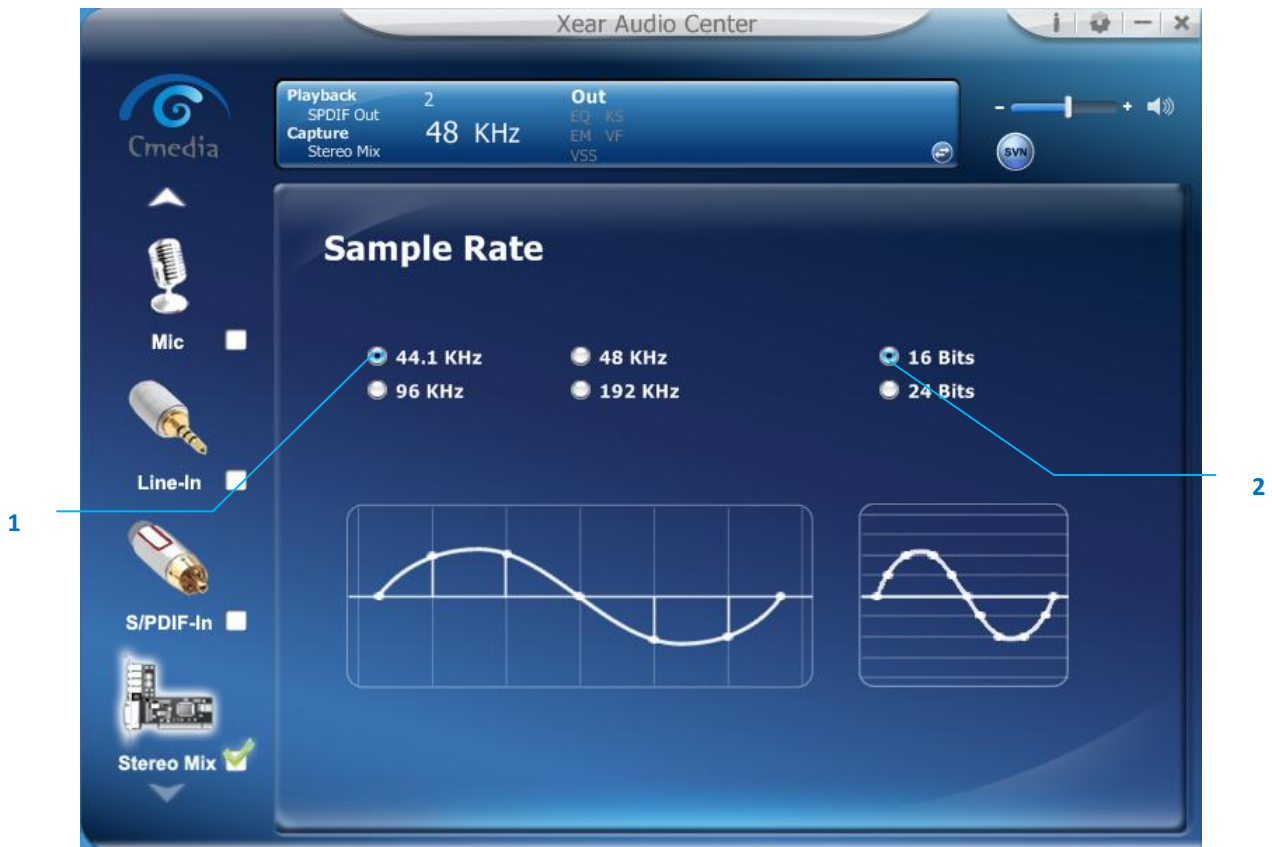 Xear Audio Center
i
Cmedia
Playback 2 Out
SPDIF Out EQ KS
Capture 48 KHz EM VF
Stereo Mix VSS
- +
SVN
Sample Rate
Mic
44.1 KHz 48 KHz 16 Bits
96 KHz 192 KHz 24 Bits
Line-In
1
2
S/PDIF-In
Stereo Mix